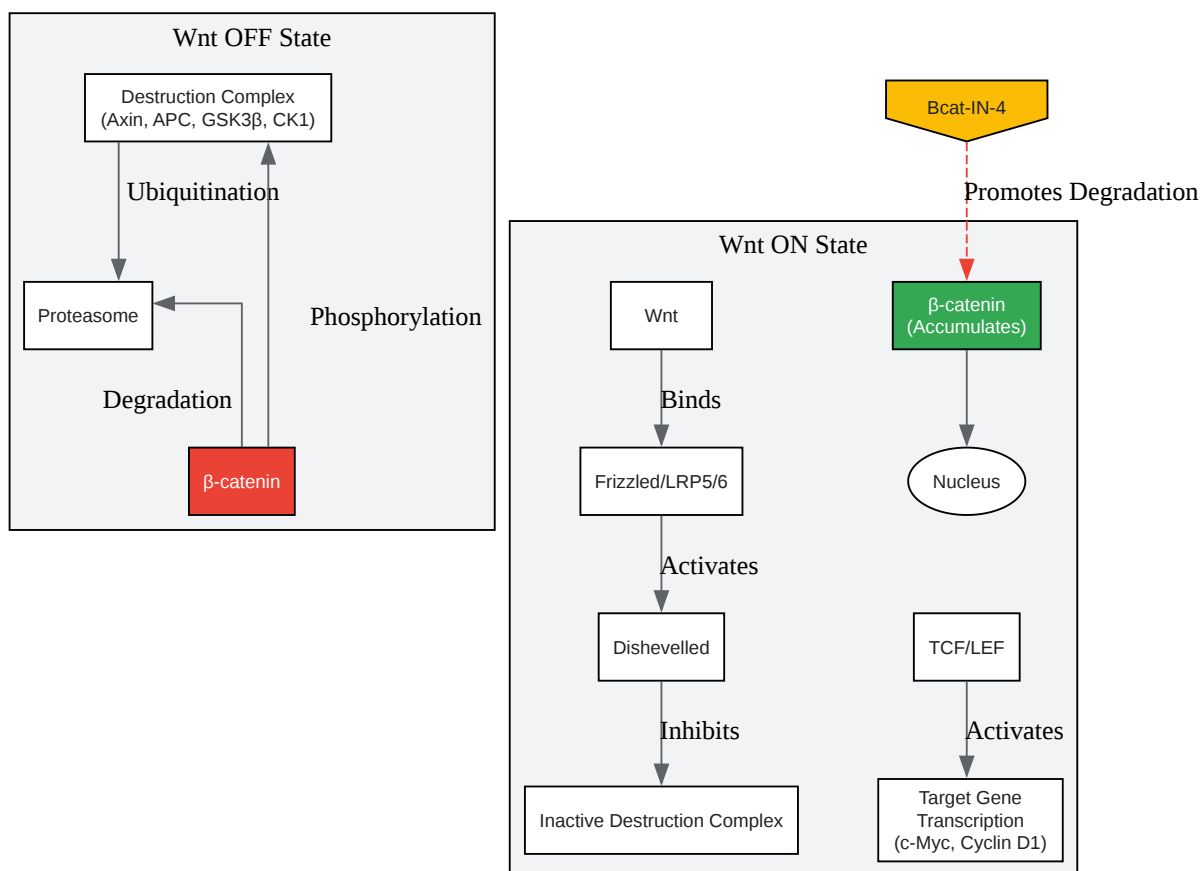 Wnt OFF State
Destruction Complex
(Axin, APC, GSK3β, CK1)
Ubiquitination
Proteasome
Phosphorylation
Degradation
β-catenin
Bcat-IN-4
Promotes Degradation
Wnt ON State
Wnt
β-catenin
(Accumulates)
Binds
Frizzled/LRP5/6
Nucleus
Activates
Dishevelled
TCF/LEF
Inhibits
Activates
Inactive Destruction Complex
Target Gene
Transcription
(c-Myc, Cyclin D1)